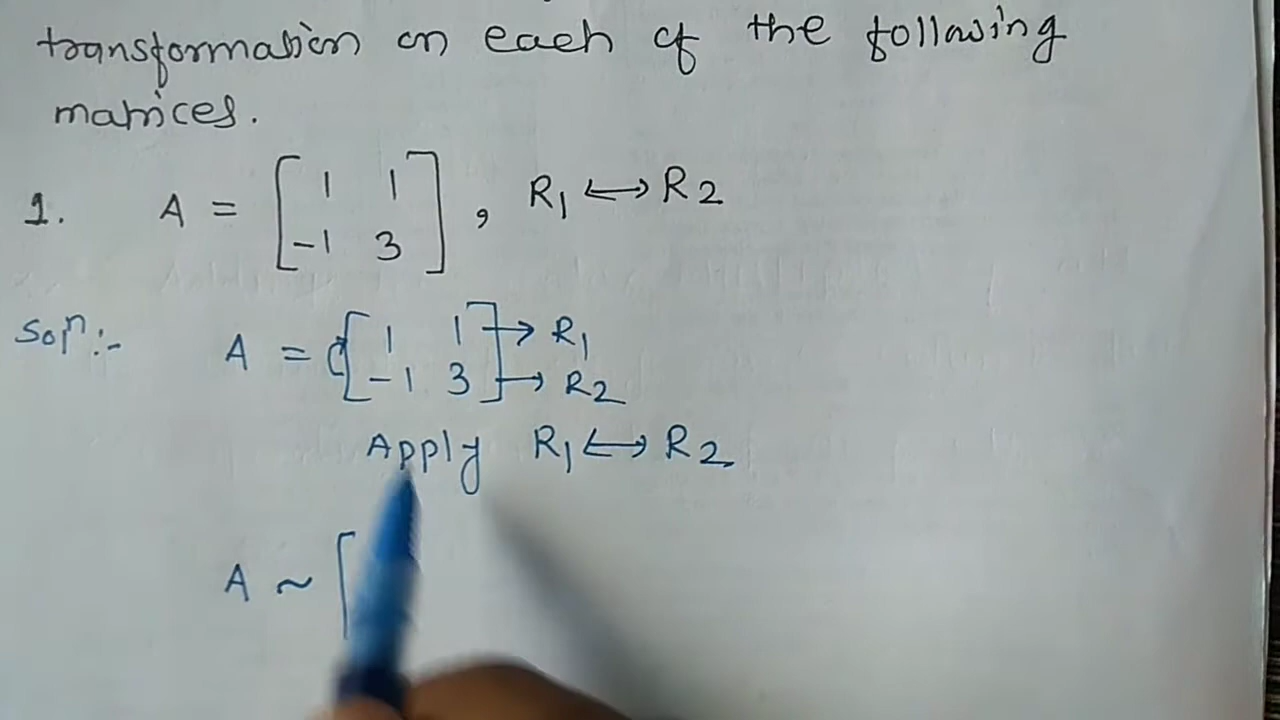 transformation on each of the following
matrices.
1. A = [1 1
-1 3], R1 ↔ R2
Solⁿ:- A = [1 1 → R1
-1 3] → R2
Apply R1 ↔ R2
A ~ [